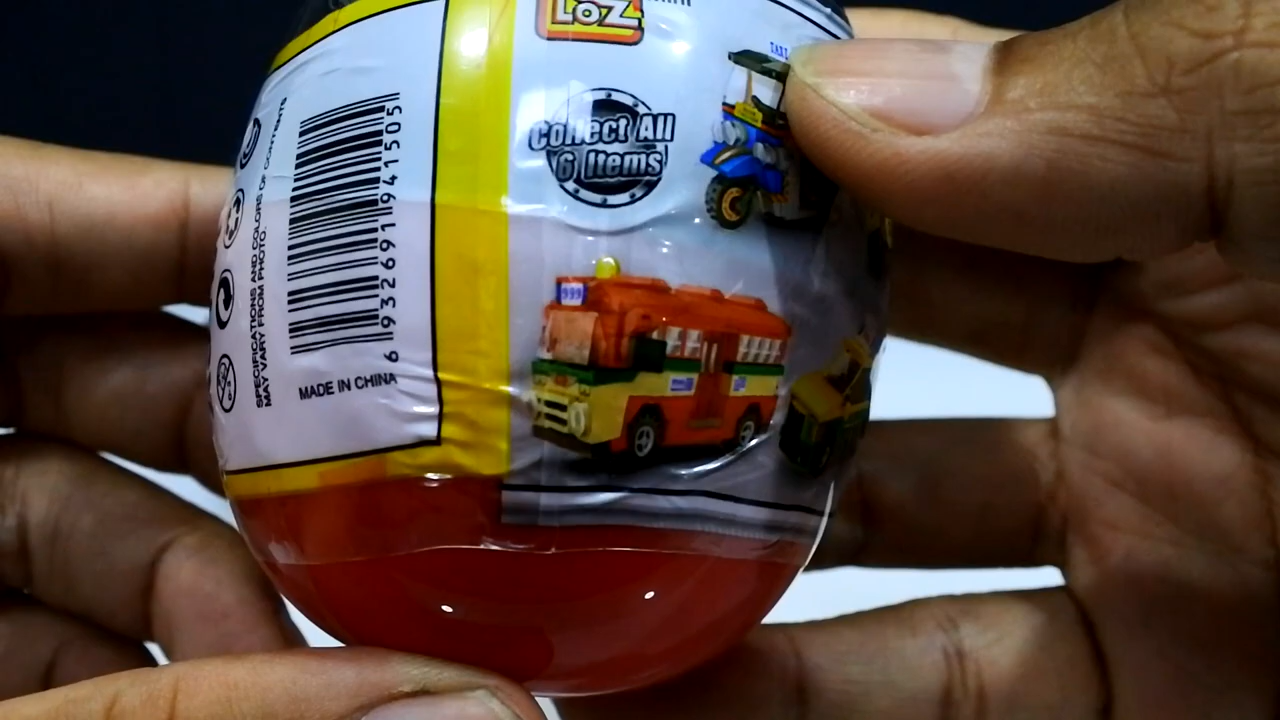 LOZ
Collect All
6 Items
TAXI
999
SPECIFICATIONS AND COLORS OF CONTENTS
MAY VARY FROM PHOTO.
6 932691 941505
MADE IN CHINA